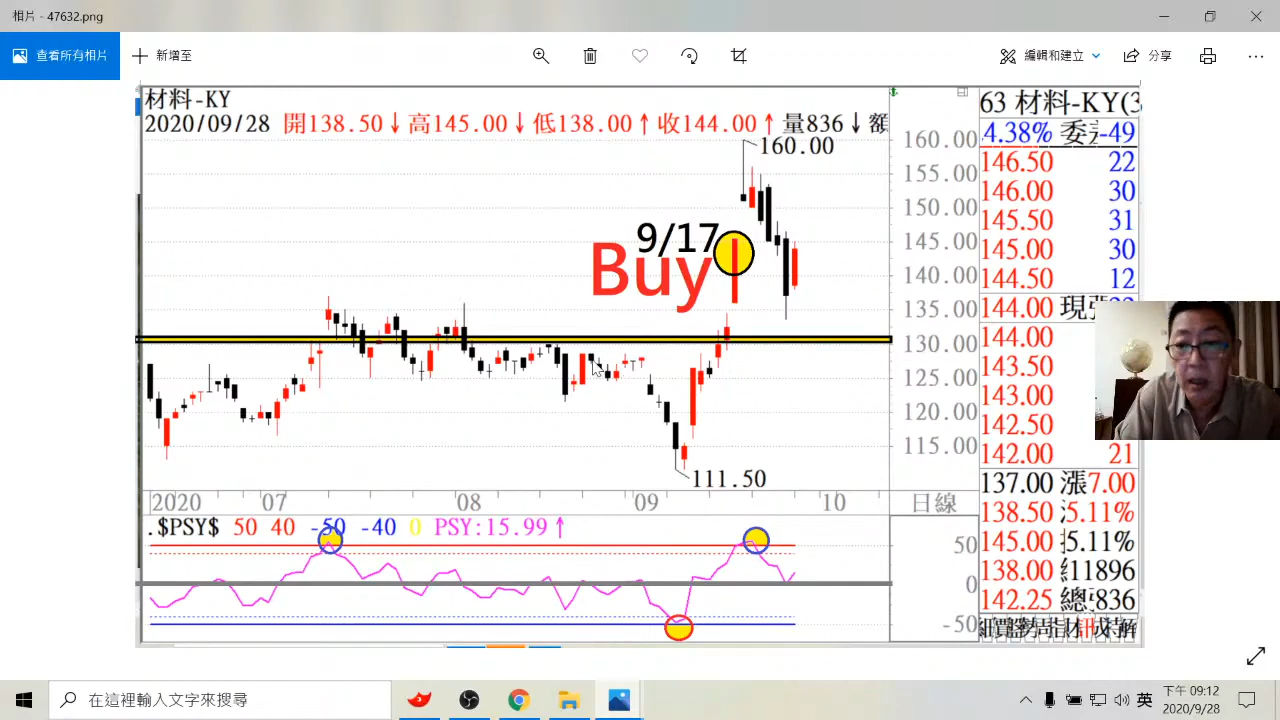 相片 - 47632.png
查看所有相片 新增至 編輯和建立 分享
材料-KY
2020/09/28 開138.50↓ 高145.00↓ 低138.00↑ 收144.00↑ 量836↓ 額
160.00
9/17
Buy
111.50
160.00
155.00
150.00
145.00
140.00
135.00
130.00
125.00
120.00
115.00
2020 07 08 09 10 日線
.$PSY$ 50 40 -50 -40 0 PSY:15.99↑
50
0
-50
63 材料-KY(3
4.38% 委 -49
146.50 22
146.00 30
145.50 31
145.00 30
144.50 12
144.00 現
144.00
143.50
143.00
142.50
142.00 21
137.00 漲7.00
138.50 5.11%
145.00 5.11%
138.00 11896
142.25 總 836
在這裡輸入文字來搜尋
英
下午 09:12
2020/9/28